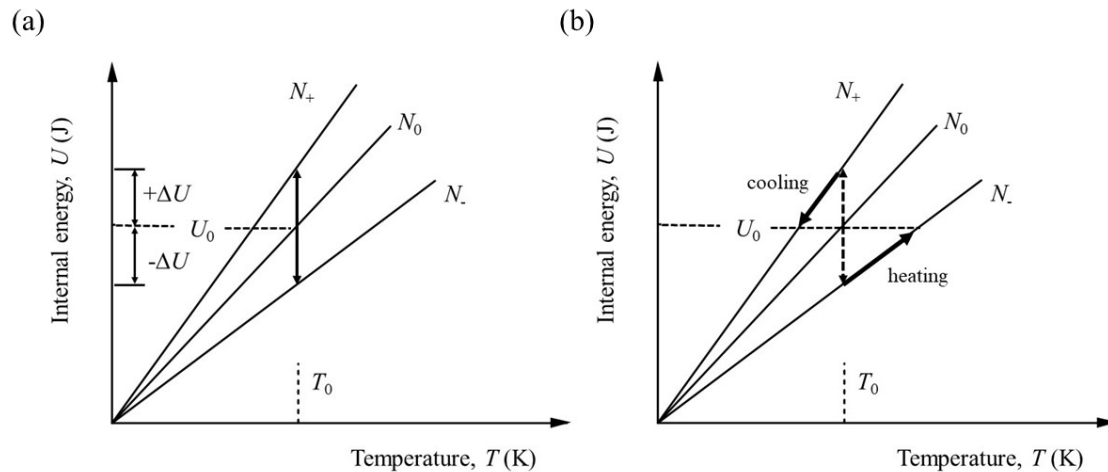 (a)
Internal energy, U (J)
+ΔU
-ΔU
U₀
N₊
N₀
N₋
T₀
Temperature, T (K)
(b)
Internal energy, U (J)
U₀
cooling
heating
N₊
N₀
N₋
T₀
Temperature, T (K)